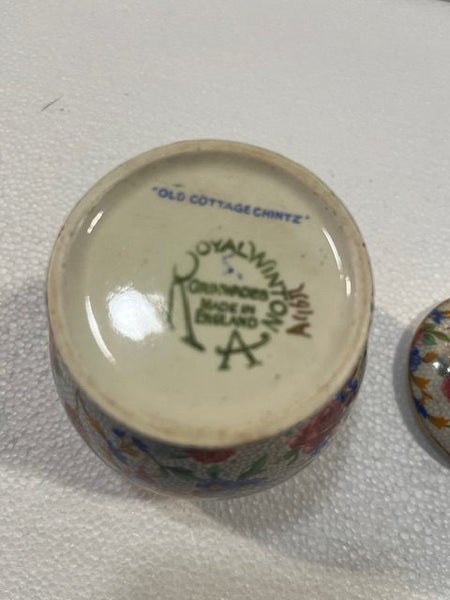 "OLD COTTAGE CHINTZ"
ROYAL WINTON
GRIMWADES
MADE IN
ENGLAND